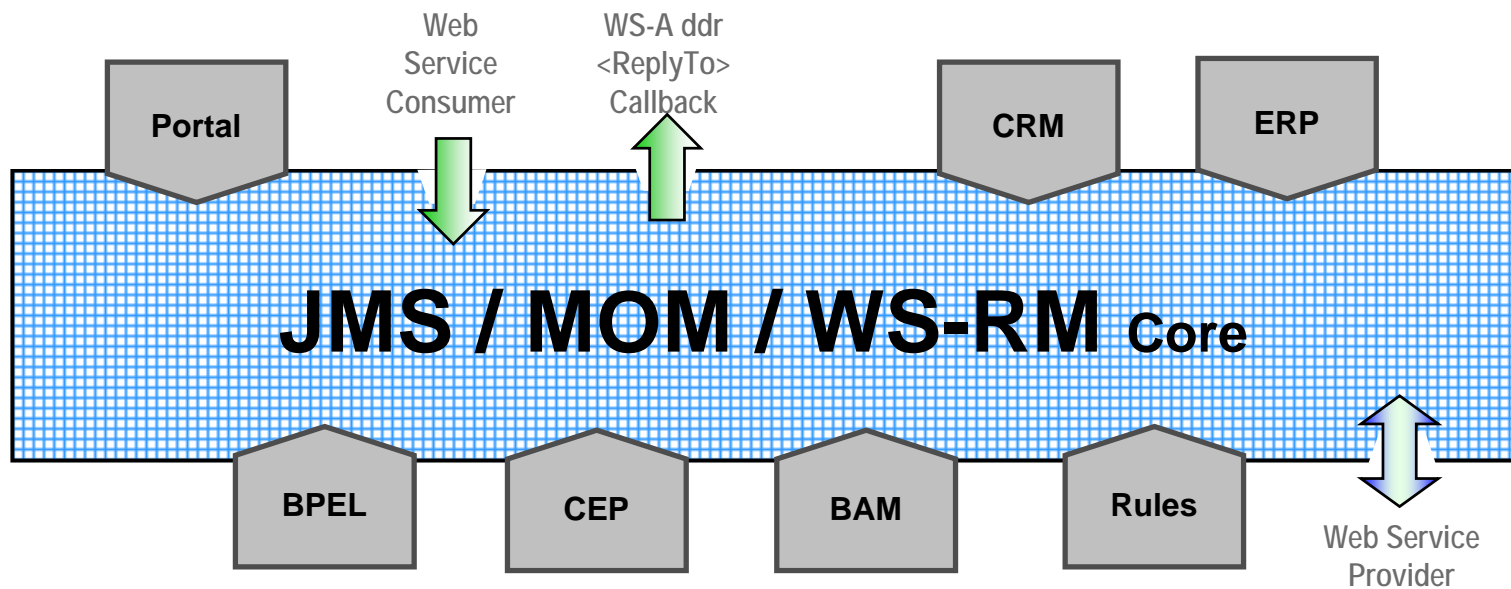 Web
Service
Consumer
WS-A ddr
<ReplyTo>
Callback
Portal
CRM
ERP
JMS / MOM / WS-RM Core
BPEL
CEP
BAM
Rules
Web Service
Provider